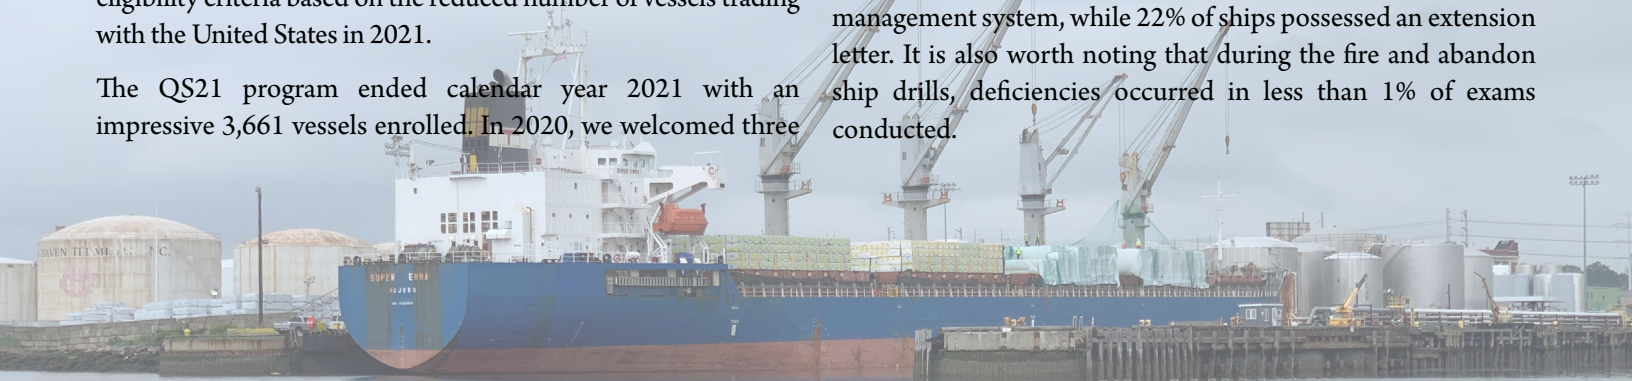 eligibility criteria based on the reduced number of vessels trading
with the United States in 2021.
The QS21 program ended calendar year 2021 with an
impressive 3,661 vessels enrolled. In 2020, we welcomed three
management system, while 22% of ships possessed an extension
letter. It is also worth noting that during the fire and abandon
ship drills, deficiencies occurred in less than 1% of exams
conducted.
SUPER EMMA